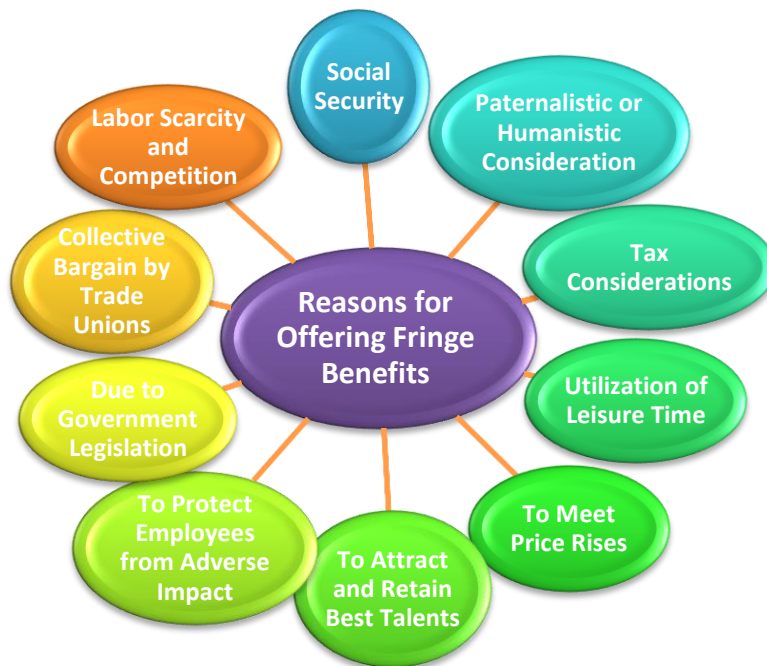 Reasons for
Offering Fringe
Benefits
Social
Security
Paternalistic or
Humanistic
Consideration
Tax
Considerations
Utilization of
Leisure Time
To Meet
Price Rises
To Attract
and Retain
Best Talents
To Protect
Employees
from Adverse
Impact
Due to
Government
Legislation
Collective
Bargain by
Trade
Unions
Labor Scarcity
and
Competition